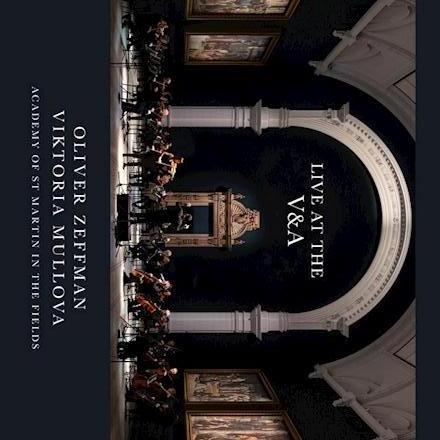 LIVE AT THE
V&A
OLIVER ZEFFMAN
VIKTORIA MULLOVA
ACADEMY OF ST MARTIN IN THE FIELDS